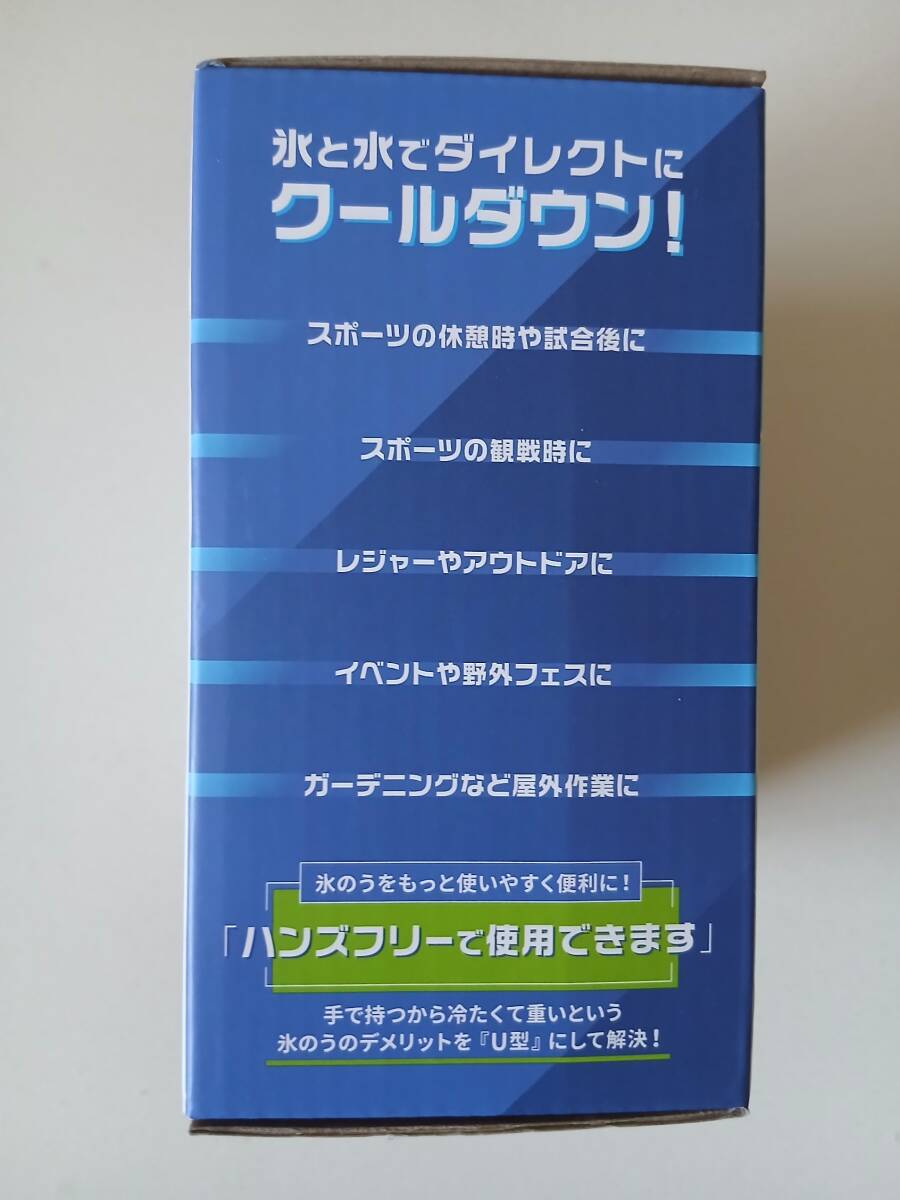 氷と水でダイレクトに
クールダウン!
スポーツの休憩時や試合後に
スポーツの観戦時に
レジャーやアウトドアに
イベントや野外フェスに
ガーデニングなど屋外作業に
氷のうをもっと使いやすく便利に!
「ハンズフリーで使用できます」
手で持つから冷たくて重いという
氷のうのデメリットを『U型』にして解決!